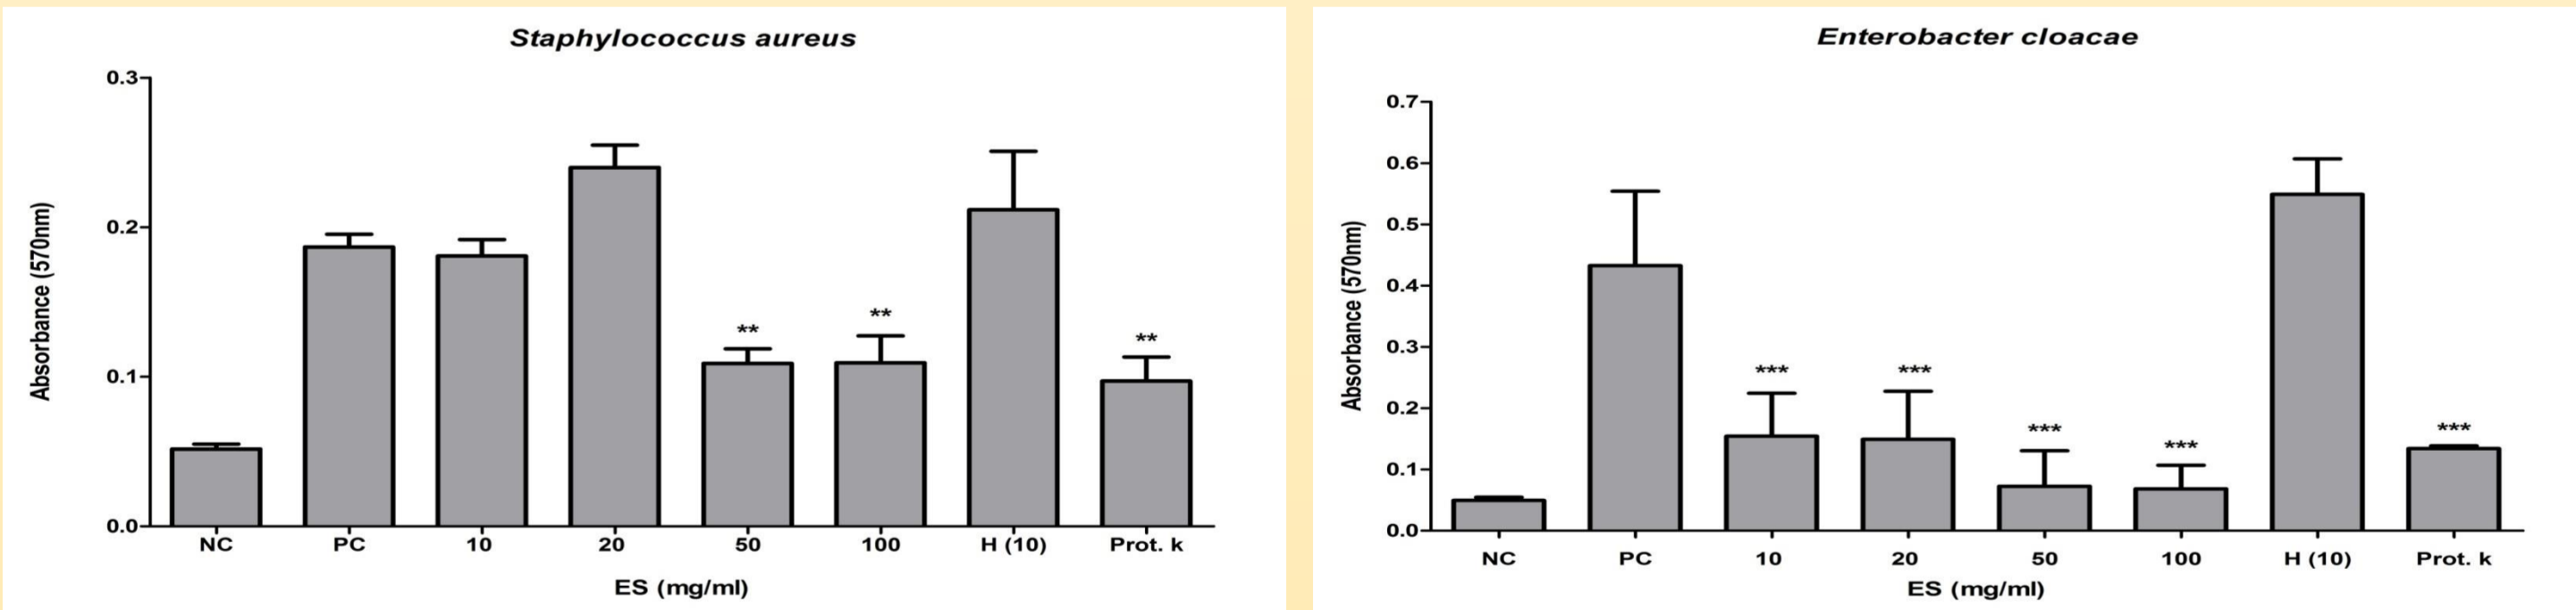 Staphylococcus aureus
Absorbance (570nm)
0.3
0.2
0.1
0.0
** ** **
NC PC 10 20 50 100 H (10) Prot. k
ES (mg/ml)
Enterobacter cloacae
Absorbance (570nm)
0.7
0.6
0.5
0.4
0.3
0.2
0.1
0.0
*** *** *** *** ***
NC PC 10 20 50 100 H (10) Prot. k
ES (mg/ml)